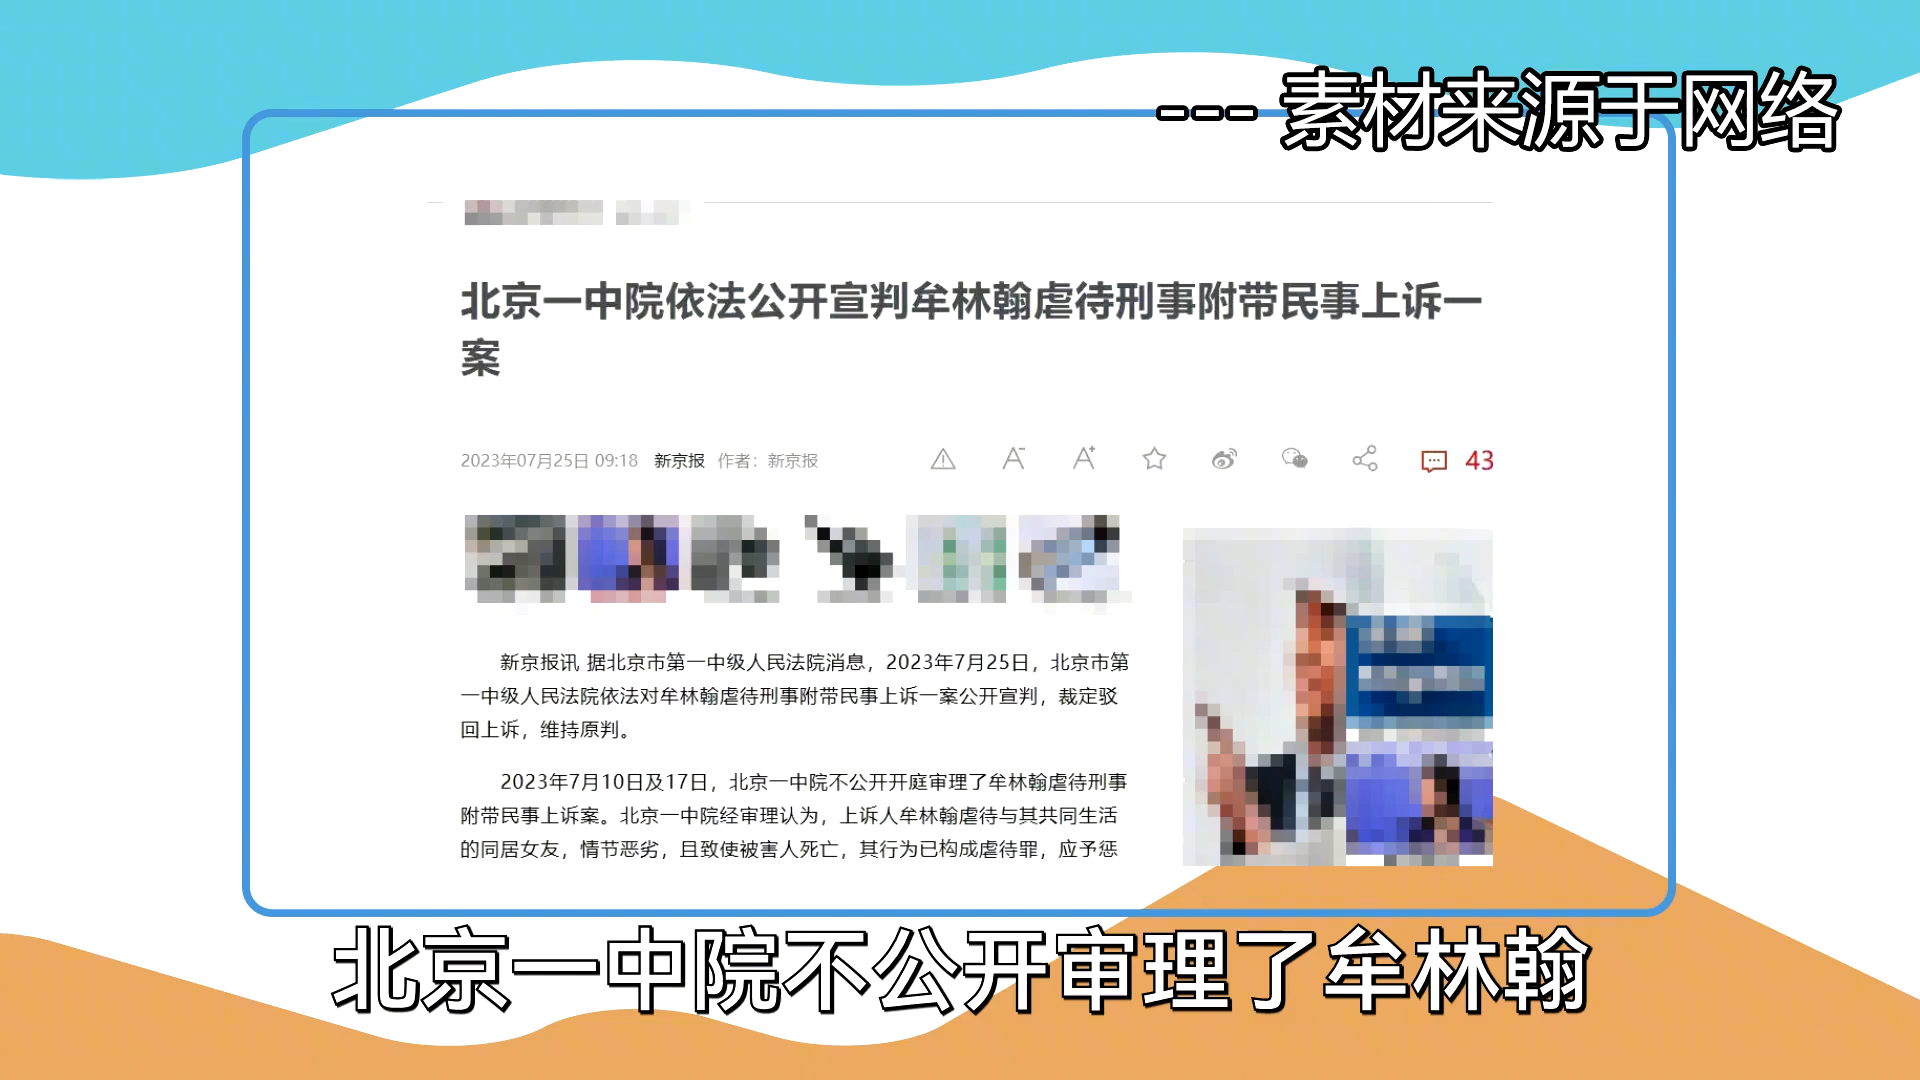 --- 素材来源于网络
北京一中院依法公开宣判牟林翰虐待刑事附带民事上诉一
案
2023年07月25日 09:18 新京报 作者：新京报
43
新京报讯 据北京市第一中级人民法院消息，2023年7月25日，北京市第
一中级人民法院依法对牟林翰虐待刑事附带民事上诉一案公开宣判，裁定驳
回上诉，维持原判。
2023年7月10日及17日，北京一中院不公开开庭审理了牟林翰虐待刑事
附带民事上诉案。北京一中院经审理认为，上诉人牟林翰虐待与其共同生活
的同居女友，情节恶劣，且致使被害人死亡，其行为已构成虐待罪，应予惩
北京一中院不公开审理了牟林翰